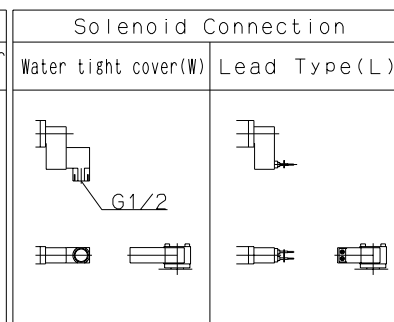 Solenoid Connection
Water tight cover(W)
Lead Type(L)
G1/2